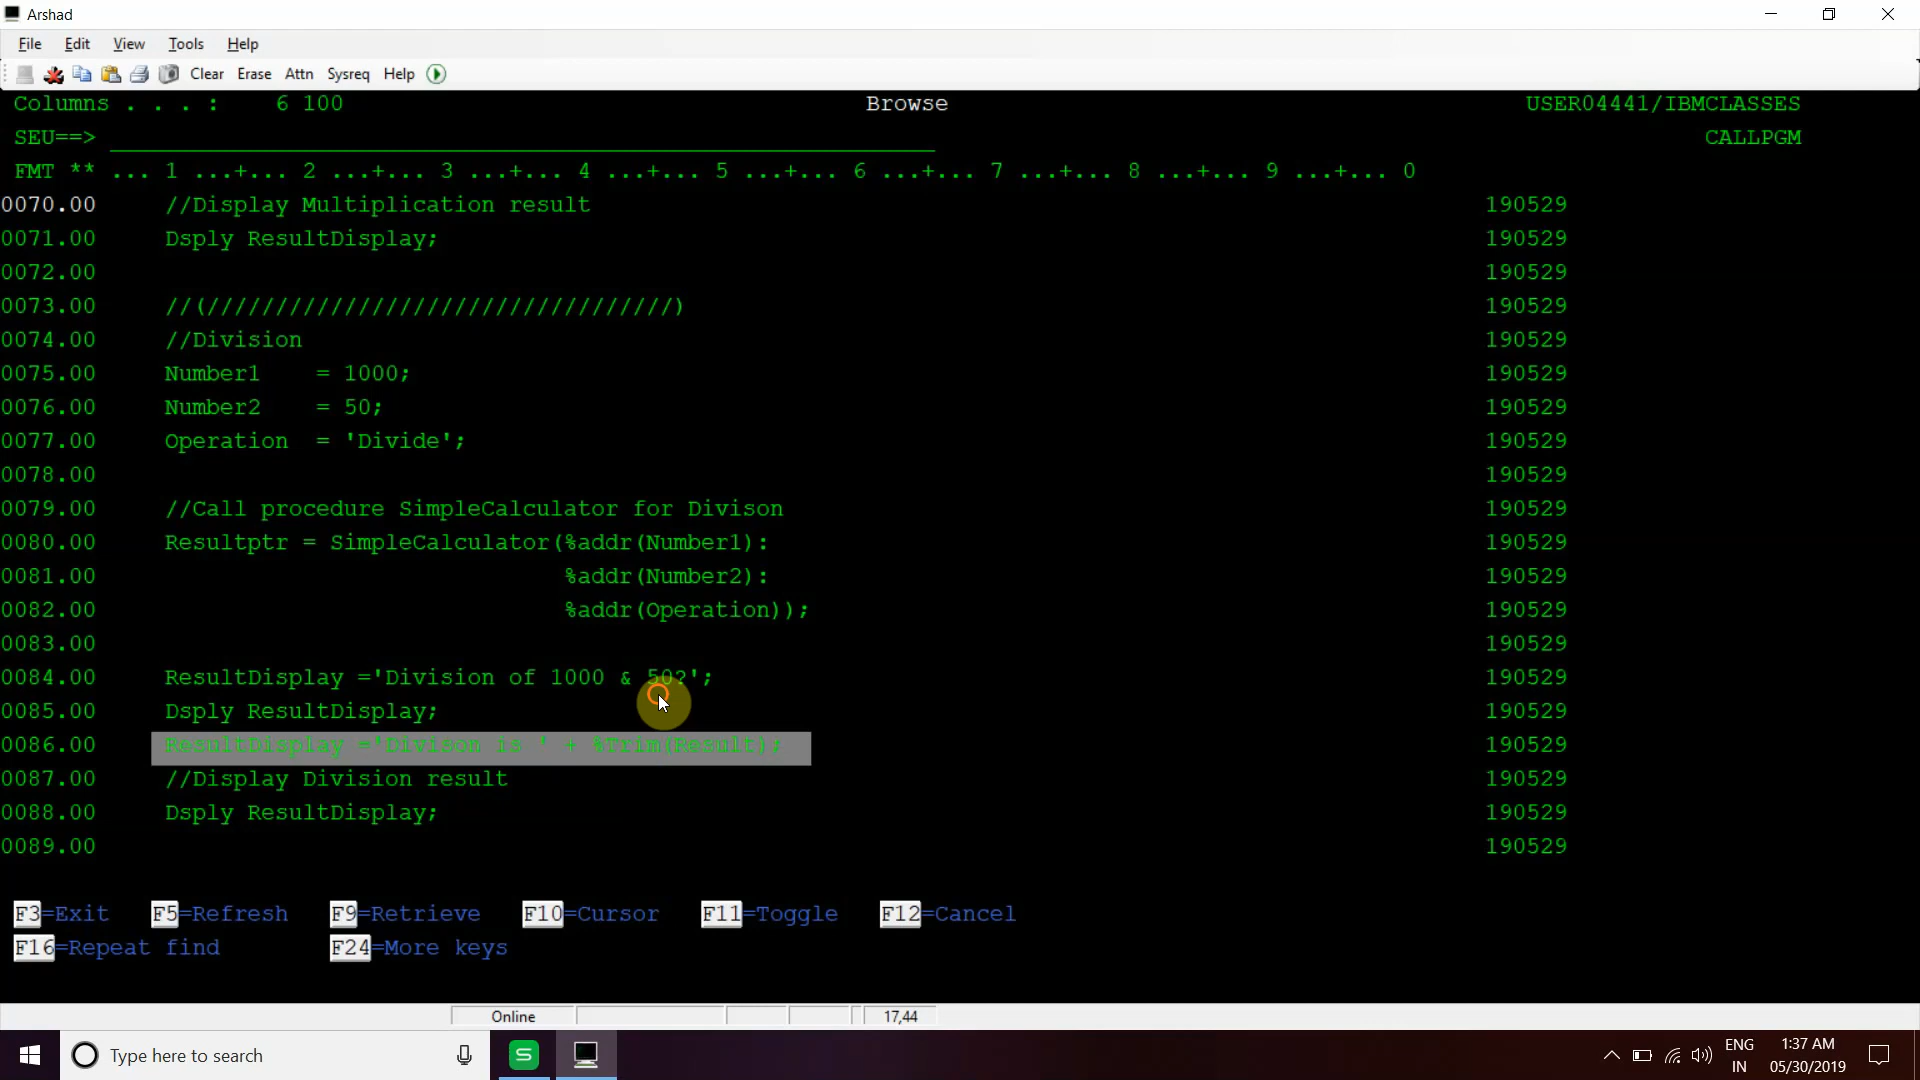 Arshad
File Edit View Tools Help
Clear Erase Attn Sysreq Help
Columns . . . : 6 100 Browse USER04441/IBMCLASSES
SEU==> CALLPGM
FMT ** ... 1 ...+... 2 ...+... 3 ...+... 4 ...+... 5 ...+... 6 ...+... 7 ...+... 8 ...+... 9 ...+... 0
0070.00 //Display Multiplication result 190529
0071.00 Dsply ResultDisplay; 190529
0072.00 190529
0073.00 //(//////////////////////////////////) 190529
0074.00 //Division 190529
0075.00 Number1 = 1000; 190529
0076.00 Number2 = 50; 190529
0077.00 Operation = 'Divide'; 190529
0078.00 190529
0079.00 //Call procedure SimpleCalculator for Divison 190529
0080.00 Resultptr = SimpleCalculator(%addr(Number1): 190529
0081.00 %addr(Number2): 190529
0082.00 %addr(Operation)); 190529
0083.00 190529
0084.00 ResultDisplay ='Division of 1000 & 50?'; 190529
0085.00 Dsply ResultDisplay; 190529
0086.00 ResultDisplay ='Divison is ' + %Trim(Result); 190529
0087.00 //Display Division result 190529
0088.00 Dsply ResultDisplay; 190529
0089.00 190529
F3=Exit F5=Refresh F9=Retrieve F10=Cursor F11=Toggle F12=Cancel
F16=Repeat find F24=More keys
Online 17,44
Type here to search S ENG 1:37 AM
IN 05/30/2019